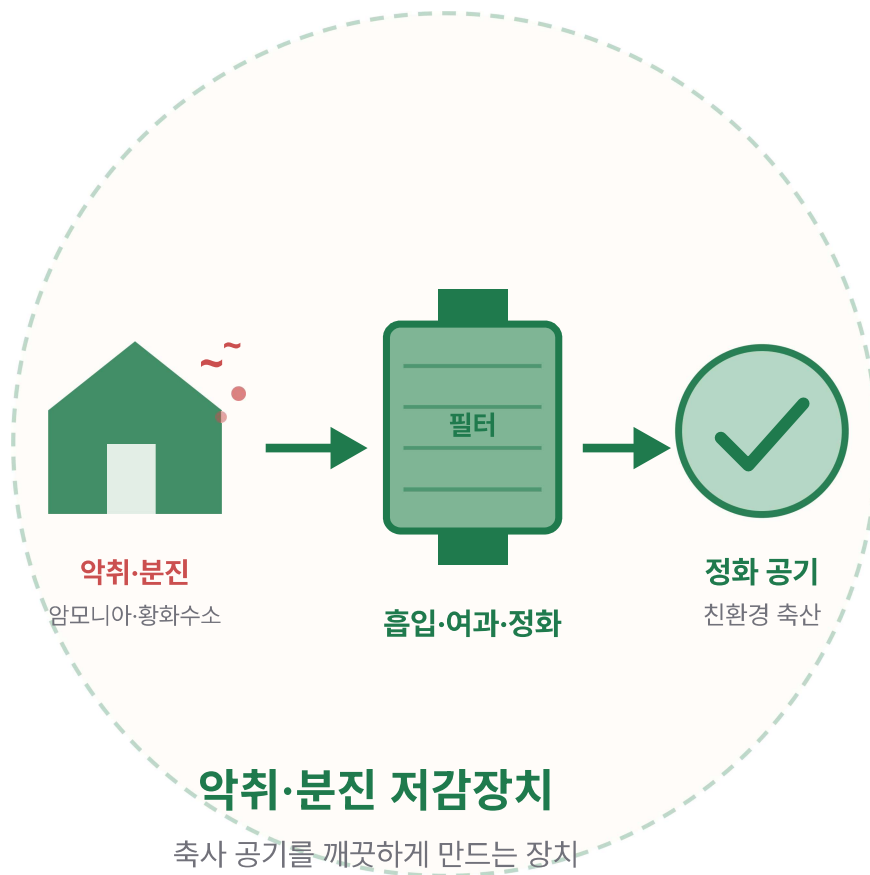 필터
악취·분진
암모니아·황화수소
흡입·여과·정화
정화 공기
친환경 축산
악취·분진 저감장치
축사 공기를 깨끗하게 만드는 장치